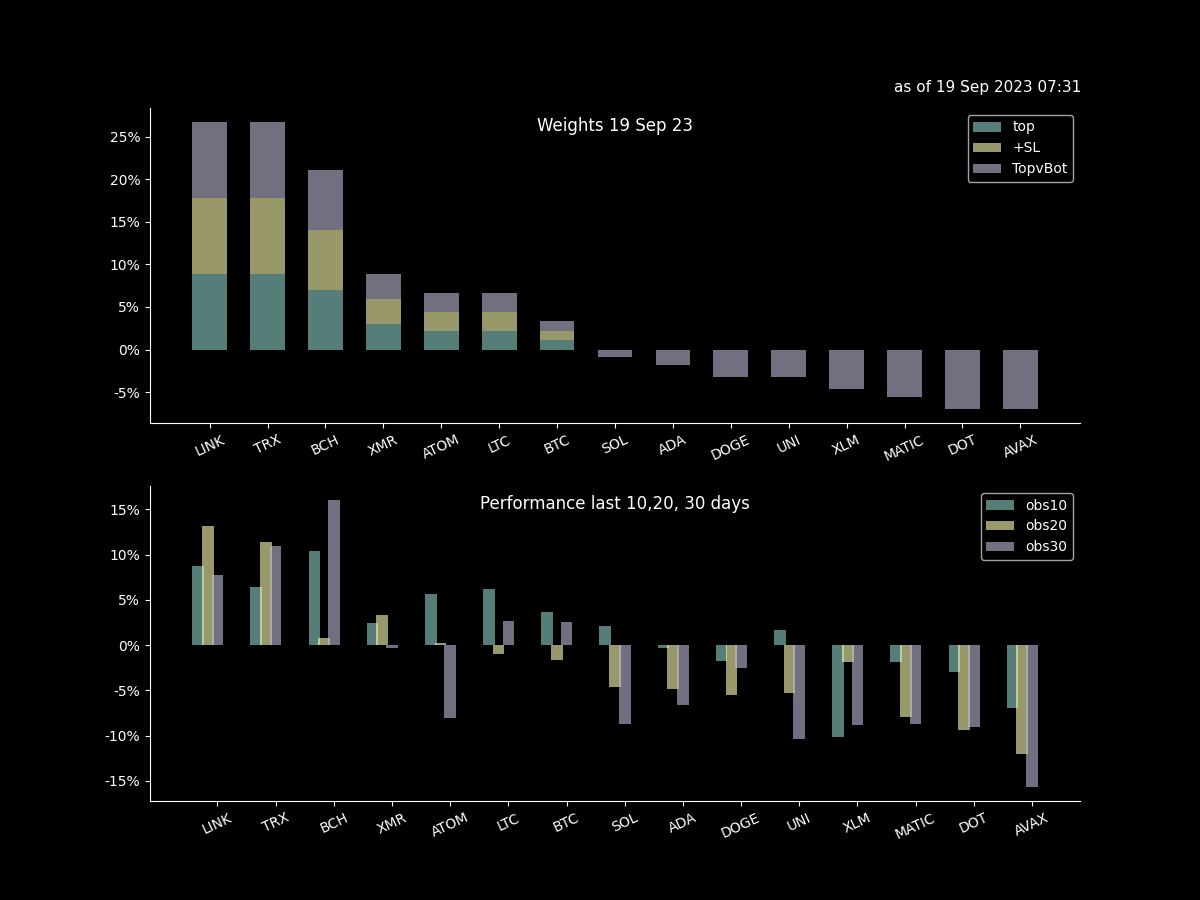 as of 19 Sep 2023 07:31
Weights 19 Sep 23
top
+SL
TopvBot
25%
20%
15%
10%
5%
0%
-5%
LINK TRX BCH XMR ATOM LTC BTC SOL ADA DOGE UNI XLM MATIC DOT AVAX
Performance last 10,20, 30 days
obs10
obs20
obs30
15%
10%
5%
0%
-5%
-10%
-15%
LINK TRX BCH XMR ATOM LTC BTC SOL ADA DOGE UNI XLM MATIC DOT AVAX